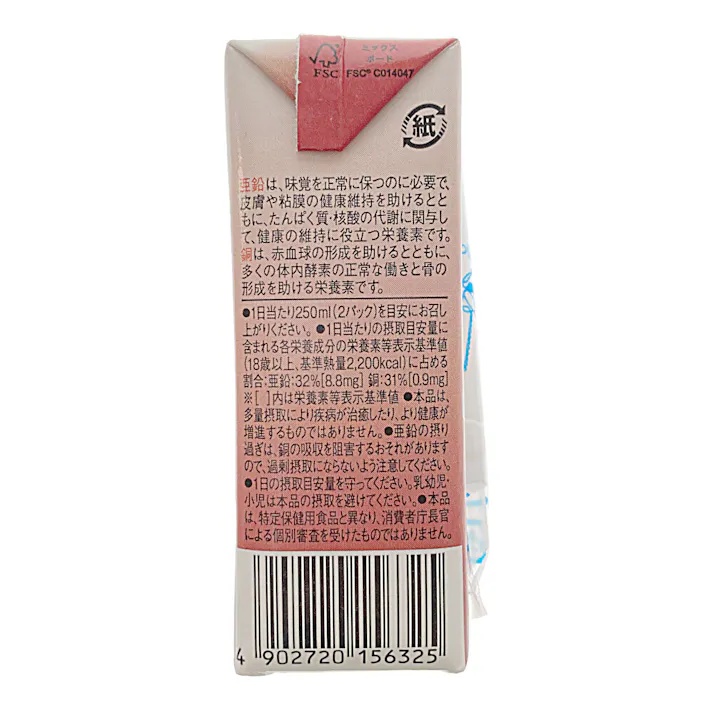 ミックス
ボード
FSC
FSC® C014047
紙
亜鉛は、味覚を正常に保つのに必要で、
皮膚や粘膜の健康維持を助けるとと
もに、たんぱく質・核酸の代謝に関与し
て、健康の維持に役立つ栄養素です。
銅は、赤血球の形成を助けるとともに、
多くの体内酵素の正常な働きと骨の
形成を助ける栄養素です。
●1日当たり250ml(2パック)を目安にお召し
上がりください。●1日当たりの摂取目安量に
含まれる各栄養成分の栄養素等表示基準値
(18歳以上、基準熱量2,200kcal)に占める
割合:亜鉛:32%[8.8mg] 銅:31%[0.9mg]
※[ ]内は栄養素等表示基準値 ●本品は、
多量摂取により疾病が治癒したり、より健康が
増進するものではありません。●亜鉛の摂り
過ぎは、銅の吸収を阻害するおそれがあります
ので、過剰摂取にならないよう注意してください。
●1日の摂取目安量を守ってください。乳幼児・
小児は本品の摂取を避けてください。●本品
は、特定保健用食品と異なり、消費者庁長官
による個別審査を受けたものではありません。
4 902720 156325